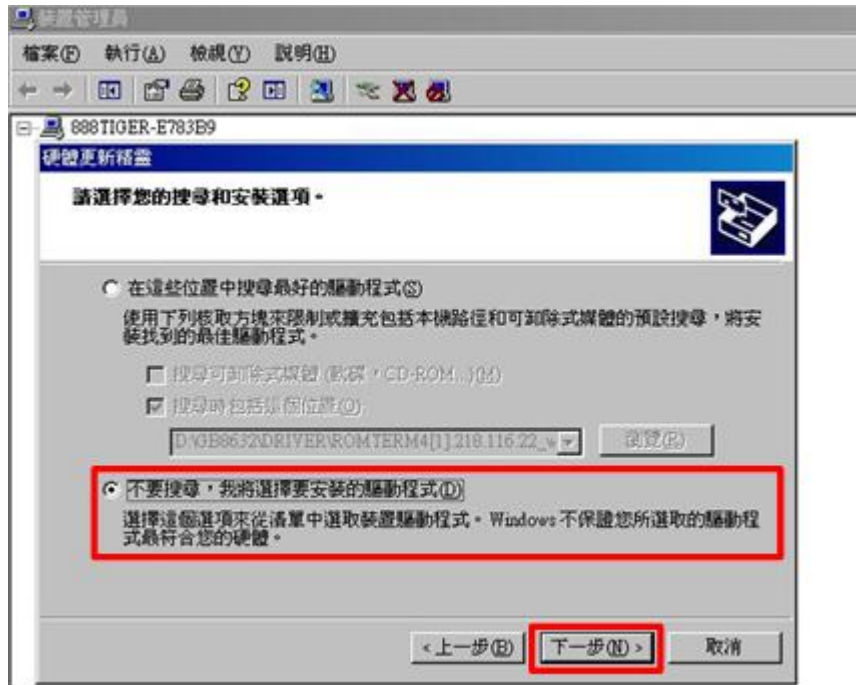 裝置管理員
檔案(F) 執行(A) 檢視(V) 說明(H)
888TIGER-E783B9
硬體更新精靈
請選擇您的搜尋和安裝選項。
在這些位置中搜尋最好的驅動程式(S)
使用下列核取方塊來限制或擴充包括本機路徑和可卸除式媒體的預設搜尋，將安
裝找到的最佳驅動程式。
搜尋可卸除式媒體 (軟碟，CD-ROM...)(M)
搜尋時包括這個位置(O):
D:\GB8632\DRIVER\ROMTERM4[1].218.116.22_w 瀏覽(R)
不要搜尋，我將選擇要安裝的驅動程式(D)
選擇這個選項來從清單中選取裝置驅動程式。Windows 不保證您所選取的驅動程
式最符合您的硬體。
<上一步(B) 下一步(N)> 取消